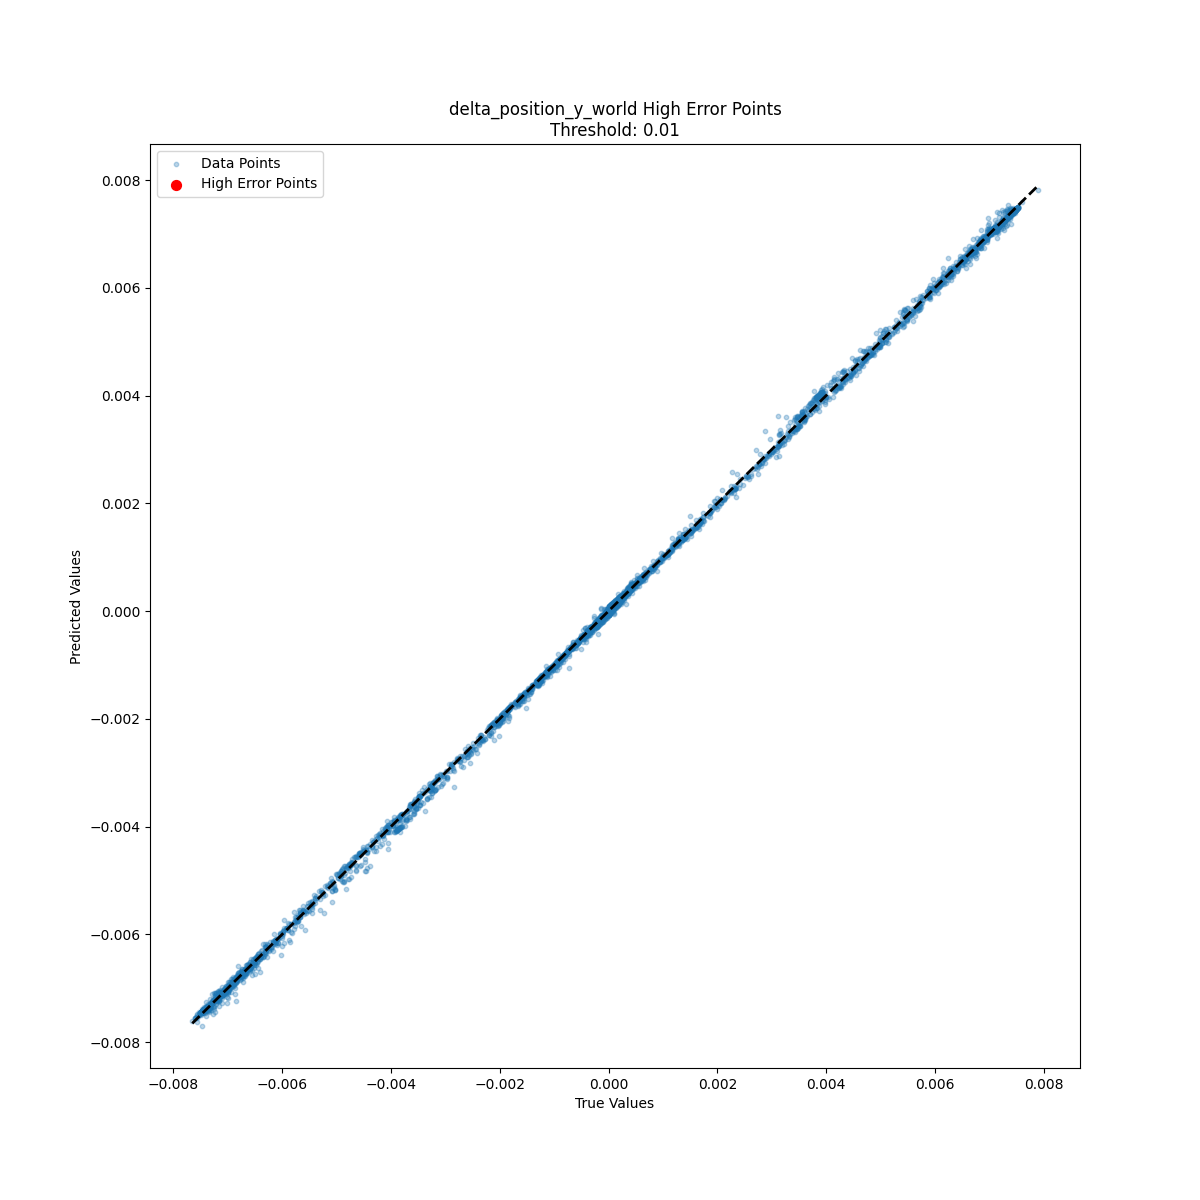 delta_position_y_world High Error Points
Threshold: 0.01
Data Points
High Error Points
0.008
0.006
0.004
0.002
0.000
−0.002
−0.004
−0.006
−0.008
Predicted Values
−0.008 −0.006 −0.004 −0.002 0.000 0.002 0.004 0.006 0.008
True Values